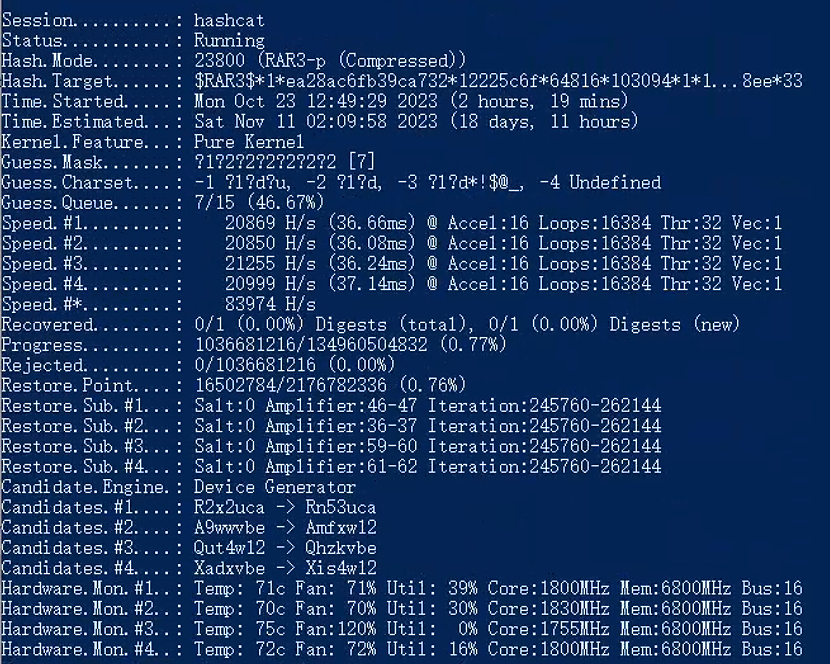 Session..........: hashcat
Status...........: Running
Hash.Mode........: 23800 (RAR3-p (Compressed))
Hash.Target......: $RAR3$*1*ea28ac6fb39ca732*12225c6f*64816*103094*1*1...8ee*33
Time.Started.....: Mon Oct 23 12:49:29 2023 (2 hours, 19 mins)
Time.Estimated...: Sat Nov 11 02:09:58 2023 (18 days, 11 hours)
Kernel.Feature...: Pure Kernel
Guess.Mask.......: ?1?2?2?2?2?2?2 [7]
Guess.Charset....: -1 ?l?d?u, -2 ?l?d, -3 ?l?d*!$@_, -4 Undefined
Guess.Queue......: 7/15 (46.67%)
Speed.#1.........: 20869 H/s (36.66ms) @ Accel:16 Loops:16384 Thr:32 Vec:1
Speed.#2.........: 20850 H/s (36.08ms) @ Accel:16 Loops:16384 Thr:32 Vec:1
Speed.#3.........: 21255 H/s (36.24ms) @ Accel:16 Loops:16384 Thr:32 Vec:1
Speed.#4.........: 20999 H/s (37.14ms) @ Accel:16 Loops:16384 Thr:32 Vec:1
Speed.#*.........: 83974 H/s
Recovered........: 0/1 (0.00%) Digests (total), 0/1 (0.00%) Digests (new)
Progress.........: 1036681216/134960504832 (0.77%)
Rejected.........: 0/1036681216 (0.00%)
Restore.Point....: 16502784/2176782336 (0.76%)
Restore.Sub.#1...: Salt:0 Amplifier:46-47 Iteration:245760-262144
Restore.Sub.#2...: Salt:0 Amplifier:36-37 Iteration:245760-262144
Restore.Sub.#3...: Salt:0 Amplifier:59-60 Iteration:245760-262144
Restore.Sub.#4...: Salt:0 Amplifier:61-62 Iteration:245760-262144
Candidate.Engine.: Device Generator
Candidates.#1....: R2x2uca -> Rn53uca
Candidates.#2....: A9wwvbe -> Amfxw12
Candidates.#3....: Qut4w12 -> Qhzkvbe
Candidates.#4....: Xadxvbe -> Xis4w12
Hardware.Mon.#1..: Temp: 71c Fan: 71% Util: 39% Core:1800MHz Mem:6800MHz Bus:16
Hardware.Mon.#2..: Temp: 70c Fan: 70% Util: 30% Core:1830MHz Mem:6800MHz Bus:16
Hardware.Mon.#3..: Temp: 75c Fan:120% Util:  0% Core:1755MHz Mem:6800MHz Bus:16
Hardware.Mon.#4..: Temp: 72c Fan: 72% Util: 16% Core:1800MHz Mem:6800MHz Bus:16